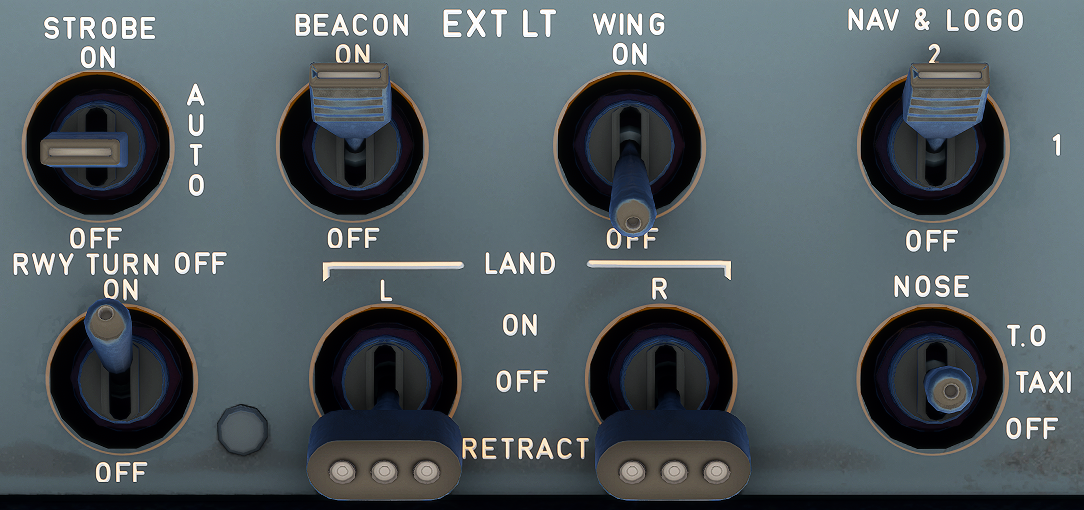 EXT LT
STROBE
ON
AUTO
OFF
BEACON
ON
OFF
WING
ON
OFF
NAV & LOGO
2
1
OFF
RWY TURN OFF
ON
OFF
LAND
L
R
ON
OFF
RETRACT
NOSE
T.O
TAXI
OFF